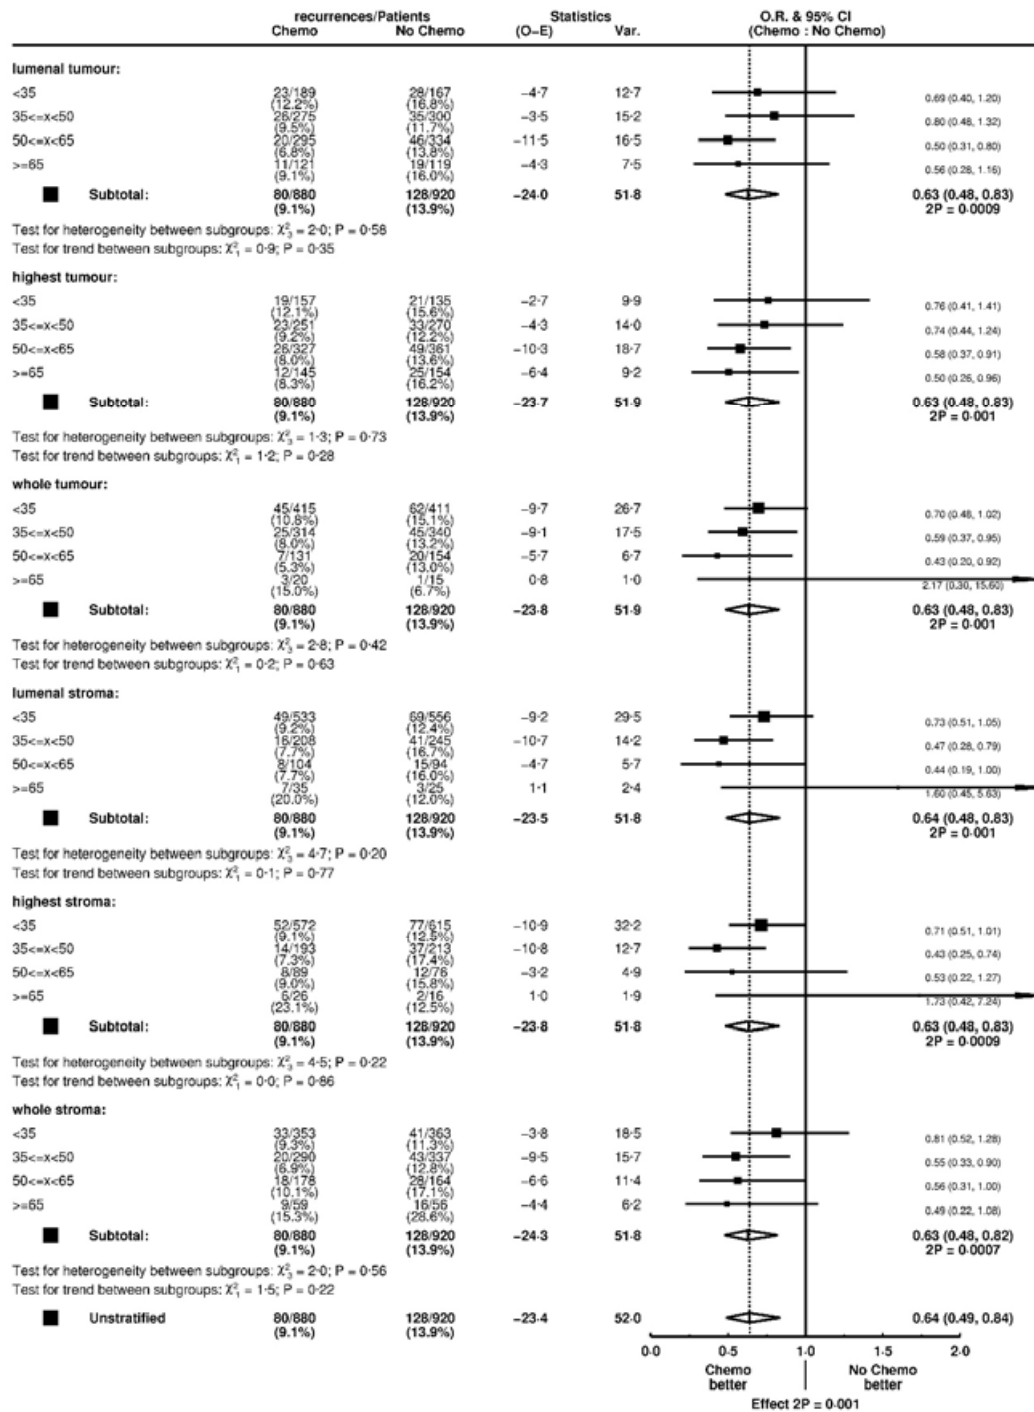 recurrences/Patients Statistics O.R. & 95% CI
Chemo No Chemo (O–E) Var. (Chemo : No Chemo)
lumenal tumour:
<35 23/189 28/167 –4·7 12·7 0.69 (0.40, 1.20)
(12.2%) (16.8%)
35<=x<50 26/275 35/300 –3·5 15·2 0.80 (0.48, 1.32)
(9.5%) (11.7%)
50<=x<65 20/295 46/334 –11·5 16·5 0.50 (0.31, 0.80)
(6.8%) (13.8%)
>=65 11/121 19/119 –4·3 7·5 0.56 (0.28, 1.16)
(9.1%) (16.0%)
Subtotal: 80/880 128/920 –24·0 51·8 0.63 (0.48, 0.83)
(9.1%) (13.9%) 2P = 0·0009
Test for heterogeneity between subgroups: χ²₃ = 2·0; P = 0·58
Test for trend between subgroups: χ²₁ = 0·9; P = 0·35
highest tumour:
<35 19/157 21/135 –2·7 9·9 0.76 (0.41, 1.41)
(12.1%) (15.6%)
35<=x<50 23/251 33/270 –4·3 14·0 0.74 (0.44, 1.24)
(9.2%) (12.2%)
50<=x<65 26/327 49/361 –10·3 18·7 0.58 (0.37, 0.91)
(8.0%) (13.6%)
>=65 12/145 25/154 –6·4 9·2 0.50 (0.26, 0.96)
(8.3%) (16.2%)
Subtotal: 80/880 128/920 –23·7 51·9 0.63 (0.48, 0.83)
(9.1%) (13.9%) 2P = 0·001
Test for heterogeneity between subgroups: χ²₃ = 1·3; P = 0·73
Test for trend between subgroups: χ²₁ = 1·2; P = 0·28
whole tumour:
<35 45/415 62/411 –9·7 26·7 0.70 (0.48, 1.02)
(10.8%) (15.1%)
35<=x<50 25/314 45/340 –9·1 17·5 0.59 (0.37, 0.95)
(8.0%) (13.2%)
50<=x<65 7/131 20/154 –5·7 6·7 0.43 (0.20, 0.92)
(5.3%) (13.0%)
>=65 3/20 1/15 0·8 1·0 2.17 (0.30, 15.60)
(15.0%) (6.7%)
Subtotal: 80/880 128/920 –23·8 51·9 0.63 (0.48, 0.83)
(9.1%) (13.9%) 2P = 0·001
Test for heterogeneity between subgroups: χ²₃ = 2·8; P = 0·42
Test for trend between subgroups: χ²₁ = 0·2; P = 0·63
lumenal stroma:
<35 49/533 69/556 –9·2 29·5 0.73 (0.51, 1.05)
(9.2%) (12.4%)
35<=x<50 16/208 41/245 –10·7 14·2 0.47 (0.28, 0.79)
(7.7%) (16.7%)
50<=x<65 8/104 15/94 –4·7 5·7 0.44 (0.19, 1.00)
(7.7%) (16.0%)
>=65 7/35 3/25 1·1 2·4 1.60 (0.45, 5.63)
(20.0%) (12.0%)
Subtotal: 80/880 128/920 –23·5 51·8 0.64 (0.48, 0.83)
(9.1%) (13.9%) 2P = 0·001
Test for heterogeneity between subgroups: χ²₃ = 4·7; P = 0·20
Test for trend between subgroups: χ²₁ = 0·1; P = 0·77
highest stroma:
<35 52/572 77/615 –10·9 32·2 0.71 (0.51, 1.01)
(9.1%) (12.5%)
35<=x<50 14/193 37/213 –10·8 12·7 0.43 (0.25, 0.74)
(7.3%) (17.4%)
50<=x<65 8/89 12/76 –3·2 4·9 0.53 (0.22, 1.27)
(9.0%) (15.8%)
>=65 6/26 2/16 1·0 1·9 1.73 (0.42, 7.24)
(23.1%) (12.5%)
Subtotal: 80/880 128/920 –23·8 51·8 0.63 (0.48, 0.83)
(9.1%) (13.9%) 2P = 0·0009
Test for heterogeneity between subgroups: χ²₃ = 4·5; P = 0·22
Test for trend between subgroups: χ²₁ = 0·0; P = 0·86
whole stroma:
<35 33/353 41/363 –3·8 18·5 0.81 (0.52, 1.28)
(9.3%) (11.3%)
35<=x<50 20/290 43/337 –9·5 15·7 0.55 (0.33, 0.90)
(6.9%) (12.8%)
50<=x<65 18/178 28/164 –6·6 11·4 0.56 (0.31, 1.00)
(10.1%) (17.1%)
>=65 9/59 16/56 –4·4 6·2 0.49 (0.22, 1.08)
(15.3%) (28.6%)
Subtotal: 80/880 128/920 –24·3 51·8 0.63 (0.48, 0.82)
(9.1%) (13.9%) 2P = 0·0007
Test for heterogeneity between subgroups: χ²₃ = 2·0; P = 0·56
Test for trend between subgroups: χ²₁ = 1·5; P = 0·22
Unstratified 80/880 128/920 –23·4 52·0 0.64 (0.49, 0.84)
(9.1%) (13.9%)
0·0 0·5 1·0 1·5 2·0
Chemo No Chemo
better better
Effect 2P = 0·001